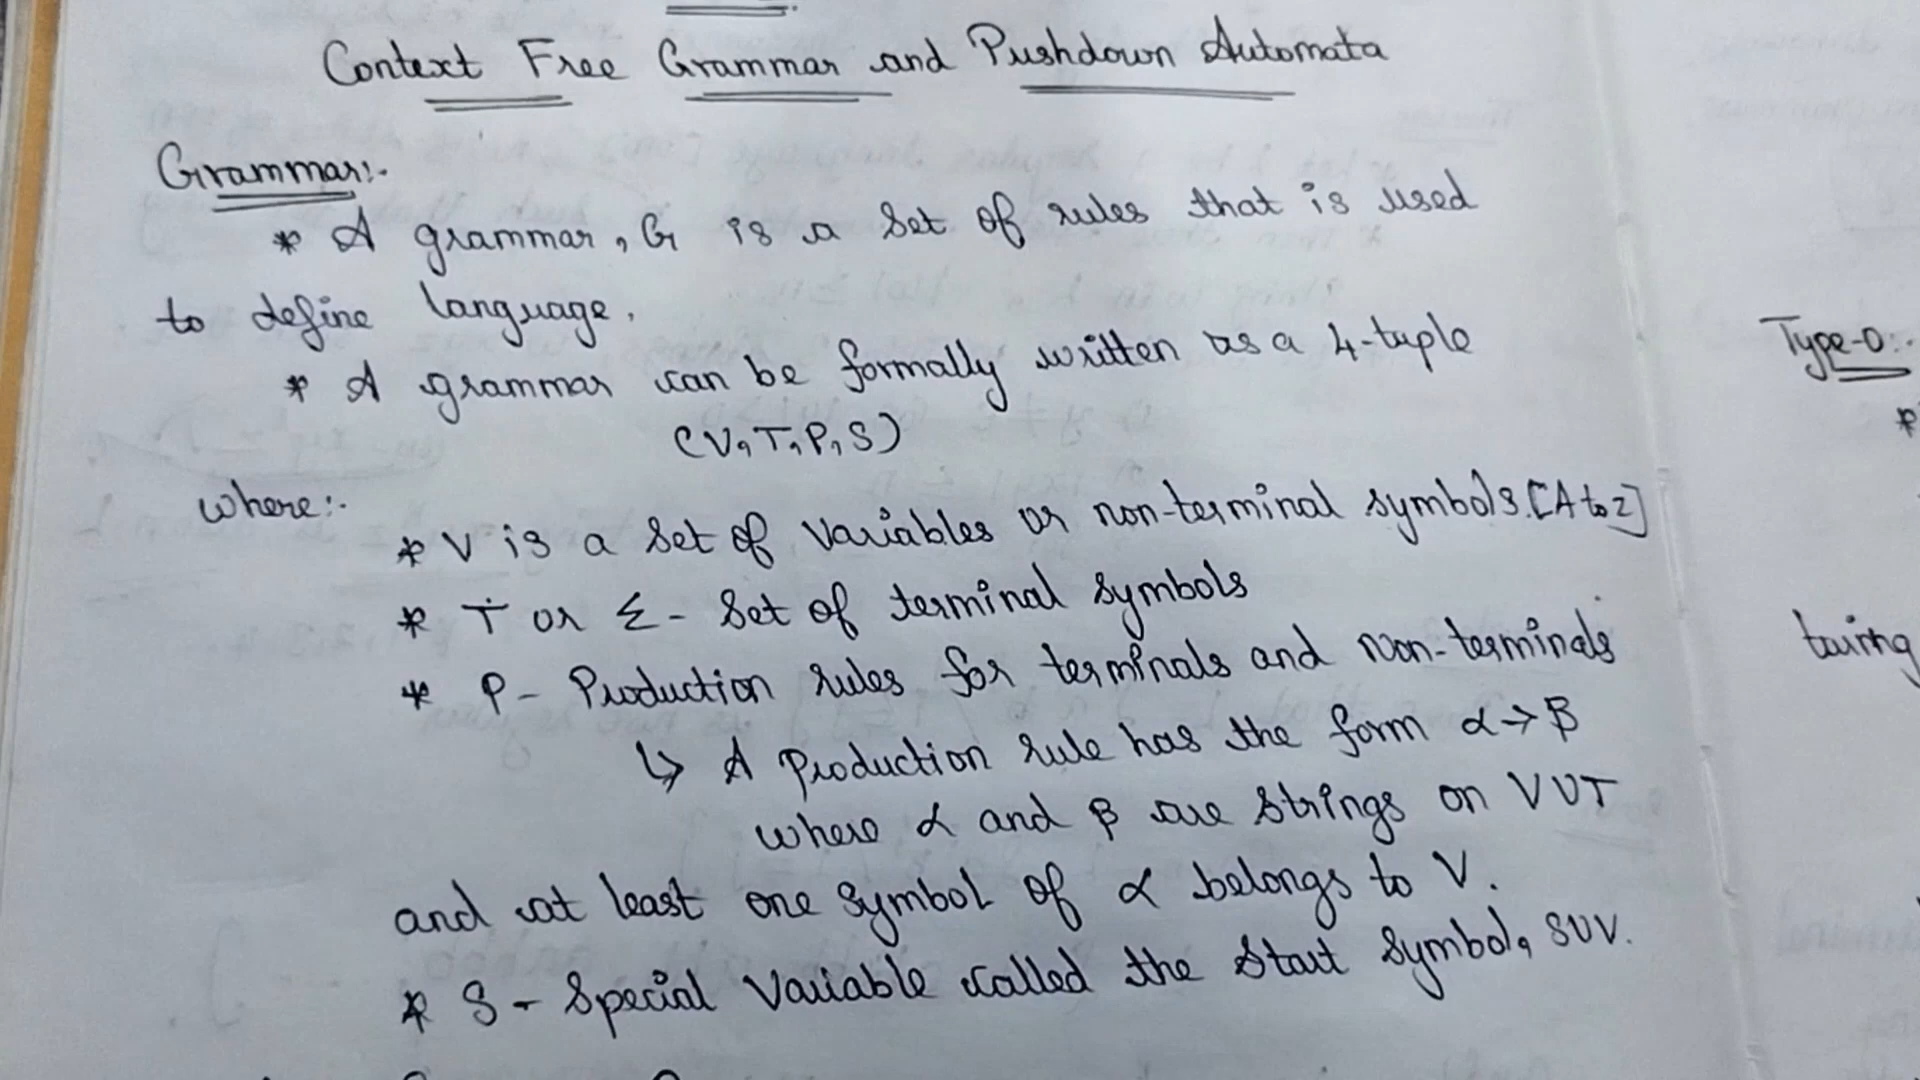 Context Free Grammar and Pushdown Automata
Grammar:-
* A grammar, G is a set of rules that is used
to define language.
* A grammar can be formally written as a 4-tuple
(V, T, P, S)
where:-
* V is a set of Variables or non-terminal symbols.[A to Z]
* T or Σ - Set of terminal symbols
* P - Production rules for terminals and non-terminals
↳ A production rule has the form α → β
where α and β are strings on V U T
and at least one symbol of α belongs to V.
* S - Special Variable called the Start Symbol, SUV.
Type-0:-
*